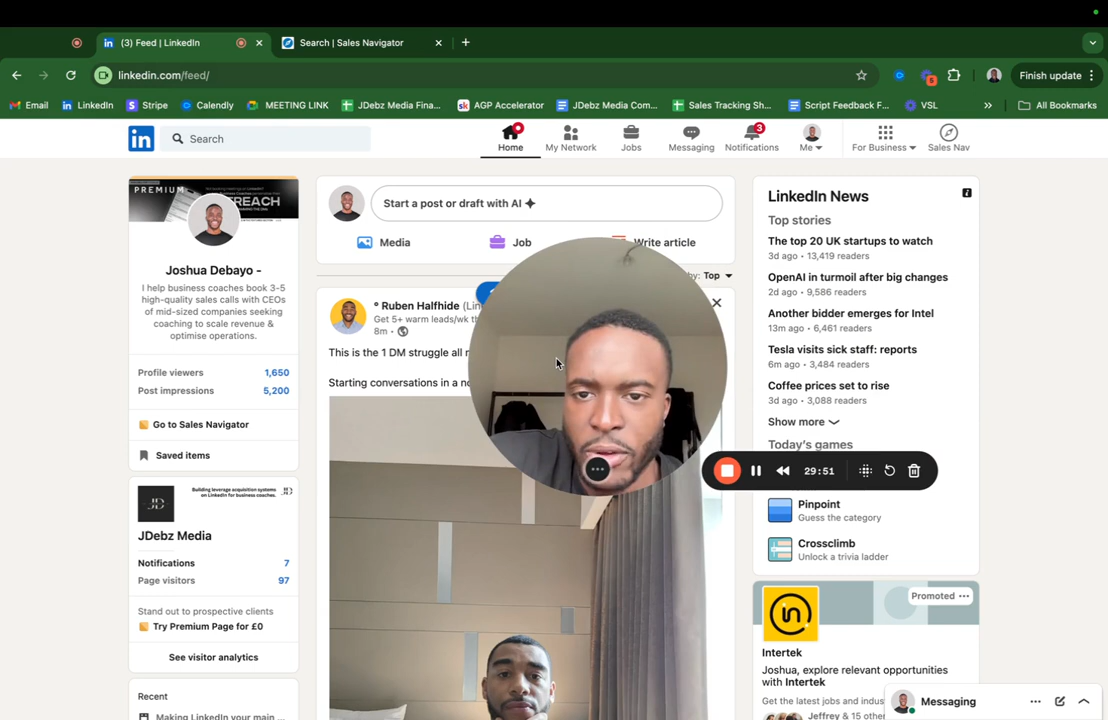 (3) Feed | LinkedIn
Search | Sales Navigator
linkedin.com/feed/
Finish update
Email
LinkedIn
Stripe
Calendly
MEETING LINK
JDebz Media Fina...
AGP Accelerator
JDebz Media Com...
Sales Tracking Sh...
Script Feedback F...
VSL
All Bookmarks
Search
Home
My Network
Jobs
Messaging
3
Notifications
Me
For Business
Sales Nav
PREMIUM
REACH
Joshua Debayo -
I help business coaches book 3-5
high-quality sales calls with CEOs
of mid-sized companies seeking
coaching to scale revenue &
optimise operations.
Profile viewers 1,650
Post impressions 5,200
Go to Sales Navigator
Saved items
Building leverage acquisition systems
on LinkedIn for business coaches.
JD
JDebz Media
Notifications 7
Page visitors 97
Stand out to prospective clients
Try Premium Page for £0
See visitor analytics
Recent
Making LinkedIn your main ...
Start a post or draft with AI
Media
Job
Write article
by: Top
Ruben Halfhide (Lin
Get 5+ warm leads/wk th
8m •
This is the 1 DM struggle all
Starting conversations in a
29:51
LinkedIn News
Top stories
The top 20 UK startups to watch
3d ago • 13,419 readers
OpenAI in turmoil after big changes
2d ago • 9,586 readers
Another bidder emerges for Intel
13m ago • 6,461 readers
Tesla visits sick staff: reports
6m ago • 3,484 readers
Coffee prices set to rise
3d ago • 3,088 readers
Show more
Today's games
Pinpoint
Guess the category
Crossclimb
Unlock a trivia ladder
Promoted
Intertek
Joshua, explore relevant opportunities
with Intertek
Get the latest jobs and indus
Jeffrey & 15 other
Messaging